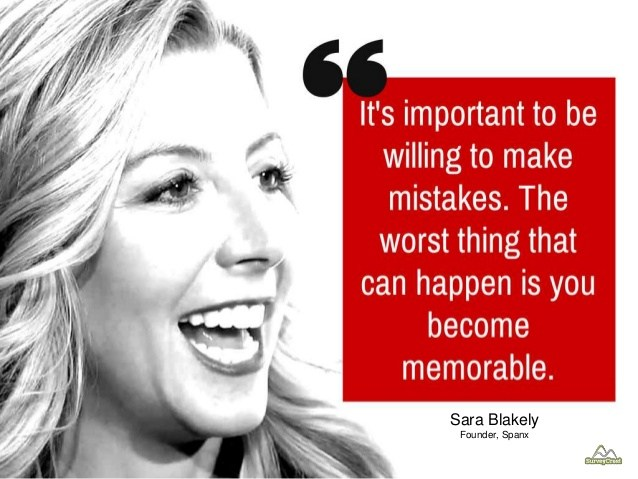 “
It's important to be
willing to make
mistakes. The
worst thing that
can happen is you
become
memorable.
Sara Blakely
Founder, Spanx
SurveyCrest